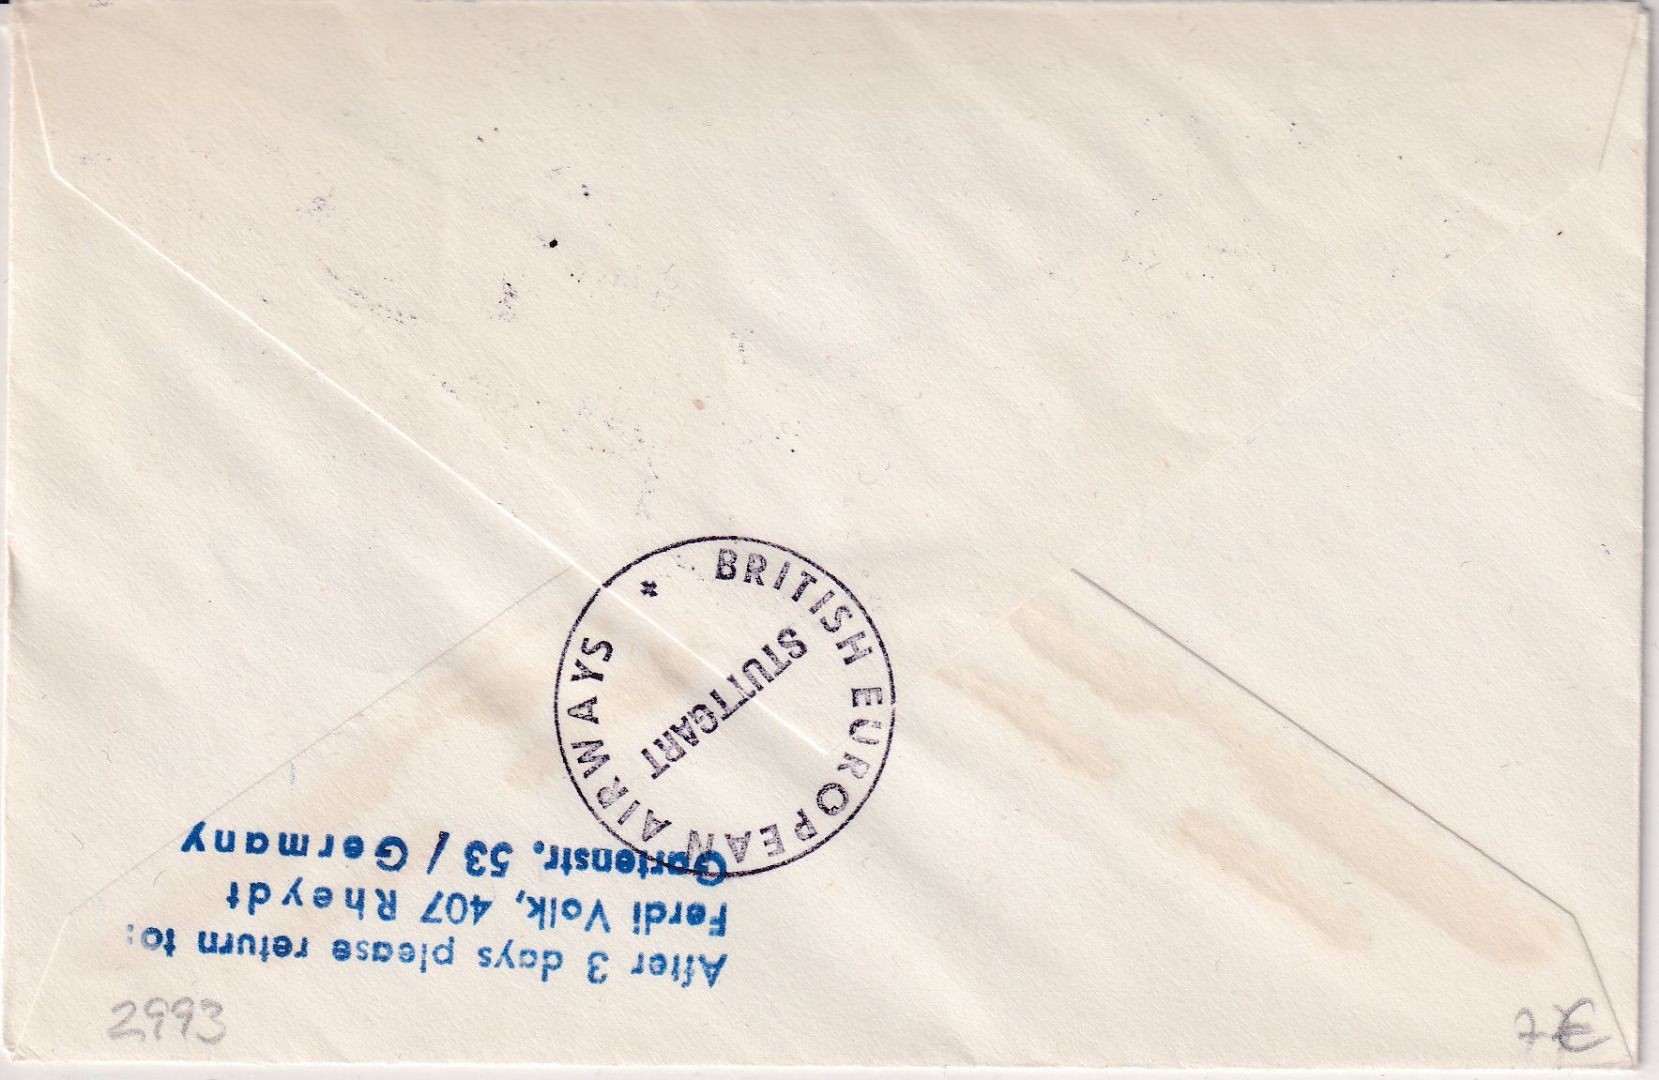 BRITISH EUROPEAN AIRWAYS *
STUTTGART
After 3 days please return to:
Ferdi Volk, 407 Rheydt
Gartenstr. 53 / Germany
2993
7€